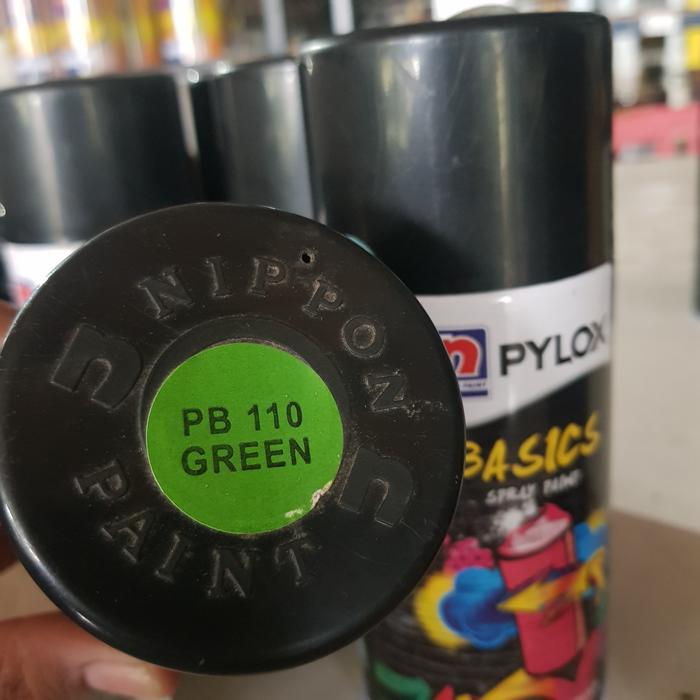 NIPPON
PAINT
PB 110
GREEN
PYLOX
BASICS
SPRAY PAINT